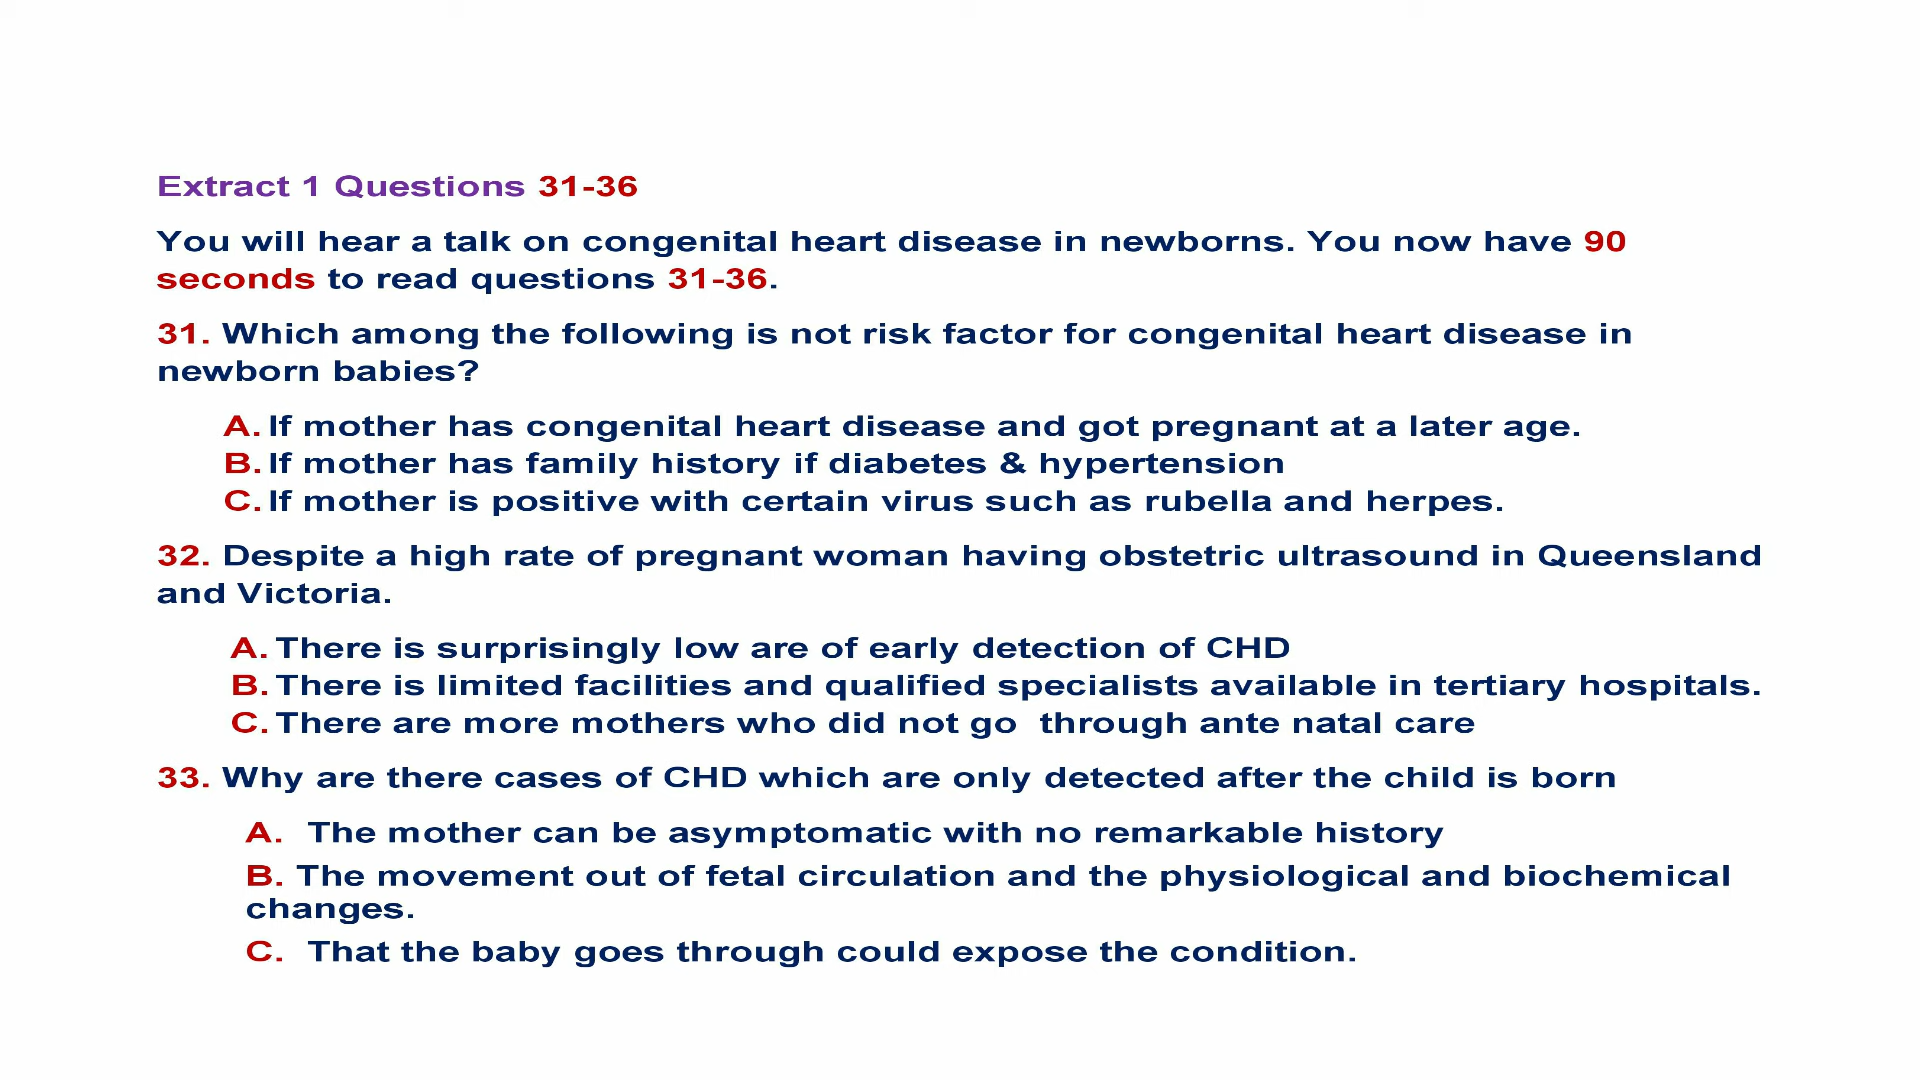 Extract 1 Questions 31-36
You will hear a talk on congenital heart disease in newborns. You now have 90
seconds to read questions 31-36.
31. Which among the following is not risk factor for congenital heart disease in
newborn babies?
A. If mother has congenital heart disease and got pregnant at a later age.
B. If mother has family history if diabetes & hypertension
C. If mother is positive with certain virus such as rubella and herpes.
32. Despite a high rate of pregnant woman having obstetric ultrasound in Queensland
and Victoria.
A. There is surprisingly low are of early detection of CHD
B. There is limited facilities and qualified specialists available in tertiary hospitals.
C. There are more mothers who did not go through ante natal care
33. Why are there cases of CHD which are only detected after the child is born
A. The mother can be asymptomatic with no remarkable history
B. The movement out of fetal circulation and the physiological and biochemical
changes.
C. That the baby goes through could expose the condition.